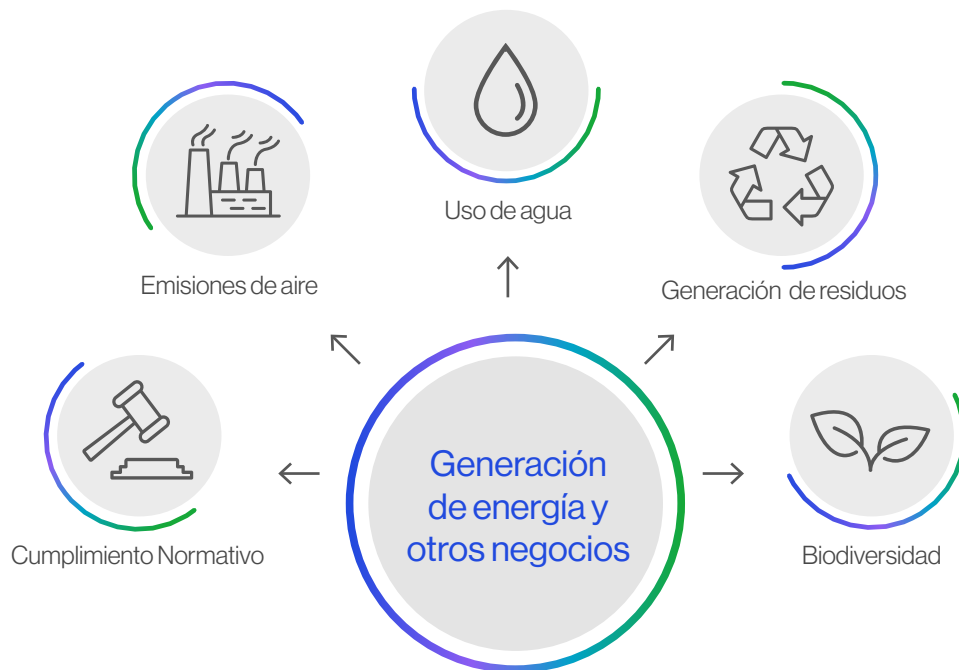 Uso de agua
Emisiones de aire
Generación de residuos
Cumplimiento Normativo
Generación
de energía y
otros negocios
Biodiversidad